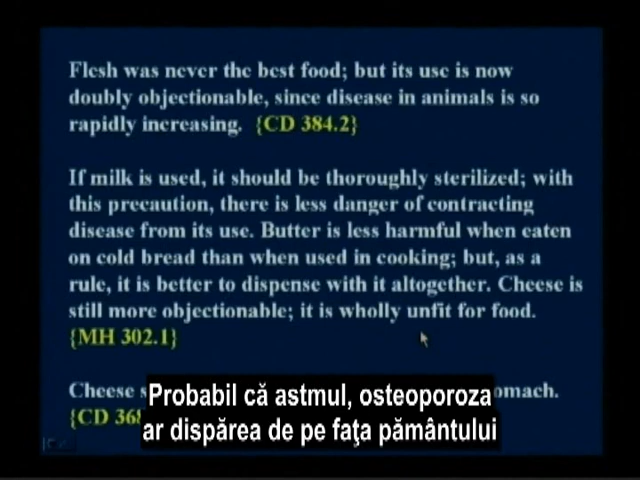 Flesh was never the best food; but its use is now
doubly objectionable, since disease in animals is so
rapidly increasing. {CD 384.2}
If milk is used, it should be thoroughly sterilized; with
this precaution, there is less danger of contracting
disease from its use. Butter is less harmful when eaten
on cold bread than when used in cooking; but, as a
rule, it is better to dispense with it altogether. Cheese is
still more objectionable; it is wholly unfit for food.
{MH 302.1}
Cheese s omach.
{CD 368
Probabil că astmul, osteoporoza
ar dispărea de pe faţa pământului